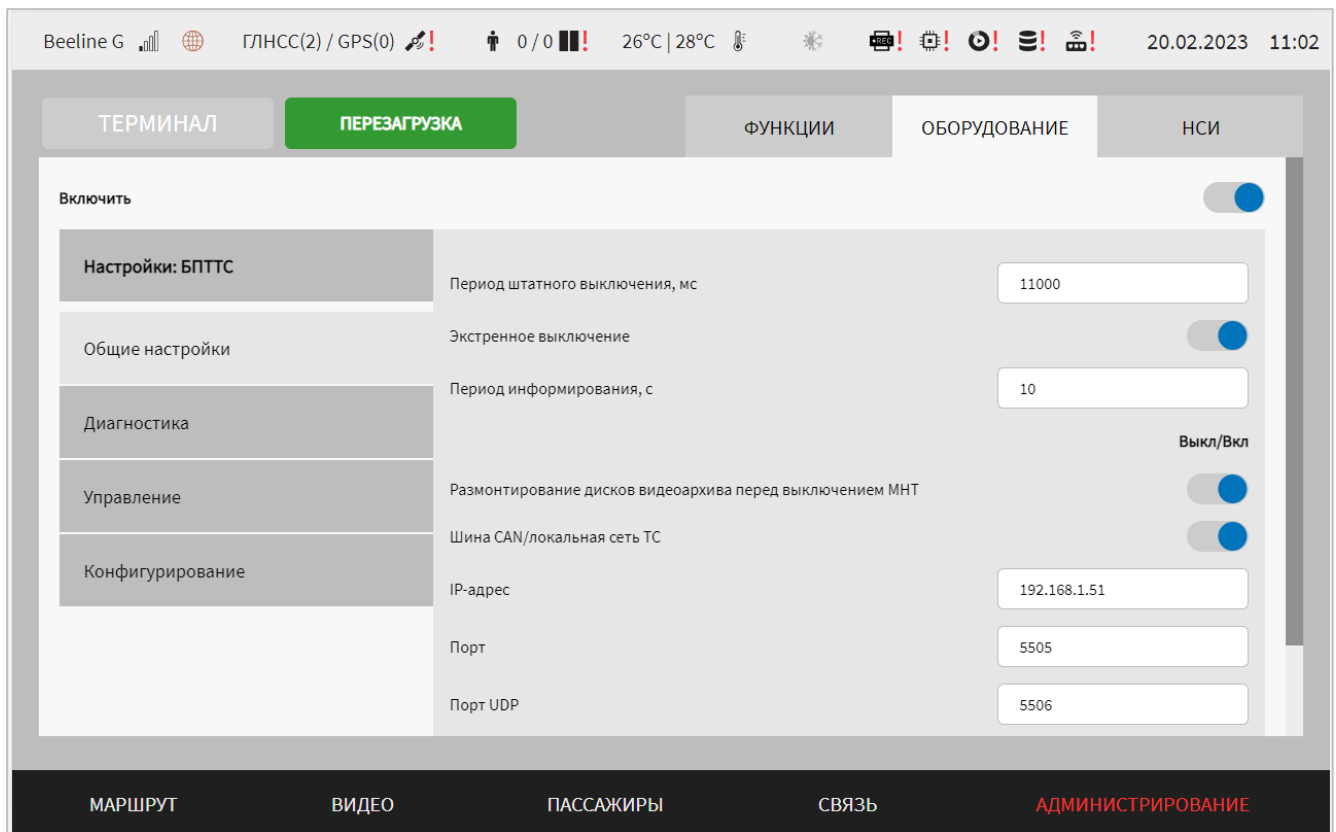 Beeline G ГЛНСС(2) / GPS(0) ! 0 / 0 ! 26°C | 28°C REC ! ! ! ! ! 20.02.2023 11:02
ТЕРМИНАЛ ПЕРЕЗАГРУЗКА ФУНКЦИИ ОБОРУДОВАНИЕ НСИ
Включить
Настройки: БПТТС
Общие настройки
Диагностика
Управление
Конфигурирование
Период штатного выключения, мс 11000
Экстренное выключение
Период информирования, с 10
Выкл/Вкл
Размонтирование дисков видеоархива перед выключением МНТ
Шина CAN/локальная сеть ТС
IP-адрес 192.168.1.51
Порт 5505
Порт UDP 5506
МАРШРУТ ВИДЕО ПАССАЖИРЫ СВЯЗЬ АДМИНИСТРИРОВАНИЕ